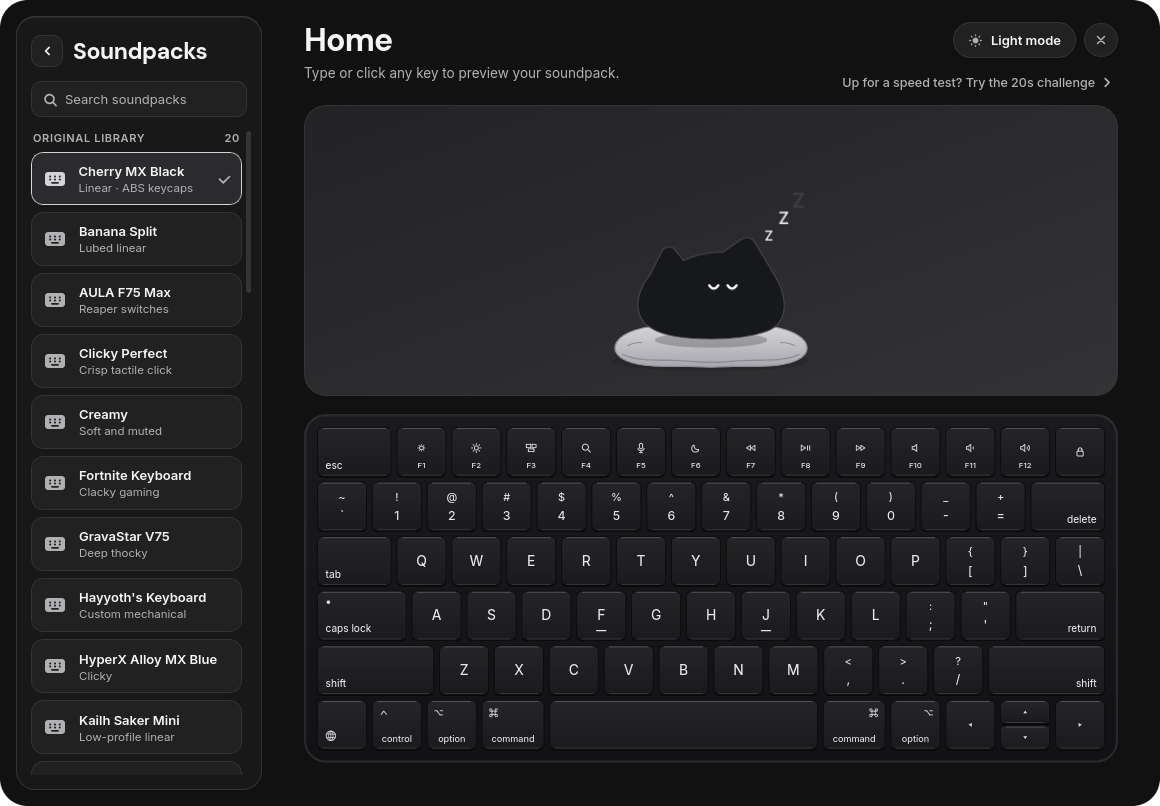 Soundpacks
Search soundpacks
ORIGINAL LIBRARY 20
Cherry MX Black
Linear · ABS keycaps
Banana Split
Lubed linear
AULA F75 Max
Reaper switches
Clicky Perfect
Crisp tactile click
Creamy
Soft and muted
Fortnite Keyboard
Clacky gaming
GravaStar V75
Deep thocky
Hayyoth's Keyboard
Custom mechanical
HyperX Alloy MX Blue
Clicky
Kailh Saker Mini
Low-profile linear
Home
Type or click any key to preview your soundpack.
Light mode
Up for a speed test? Try the 20s challenge
Z
Z
Z
esc F1 F2 F3 F4 F5 F6 F7 F8 F9 F10 F11 F12
~ ! @ # $ % ^ & * ( ) _ +
` 1 2 3 4 5 6 7 8 9 0 - = delete
tab Q W E R T Y U I O P { [ } ] | \
caps lock A S D F G H J K L : ; " ' return
shift Z X C V B N M < , > . ? / shift
^ ⌥ ⌘ ⌘ ⌥
control option command command option